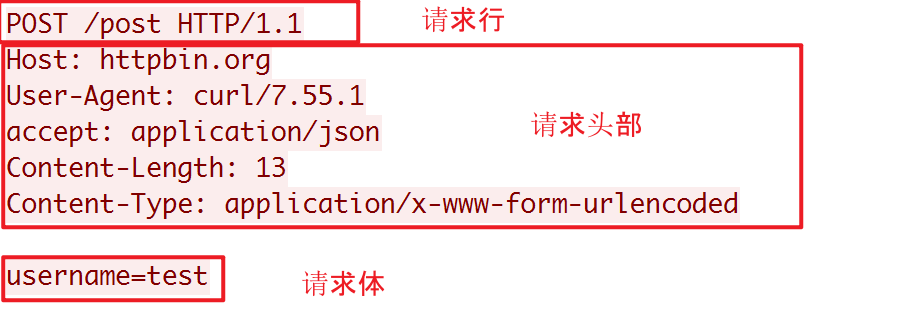 POST /post HTTP/1.1 请求行
Host: httpbin.org
User-Agent: curl/7.55.1
accept: application/json 请求头部
Content-Length: 13
Content-Type: application/x-www-form-urlencoded
username=test 请求体